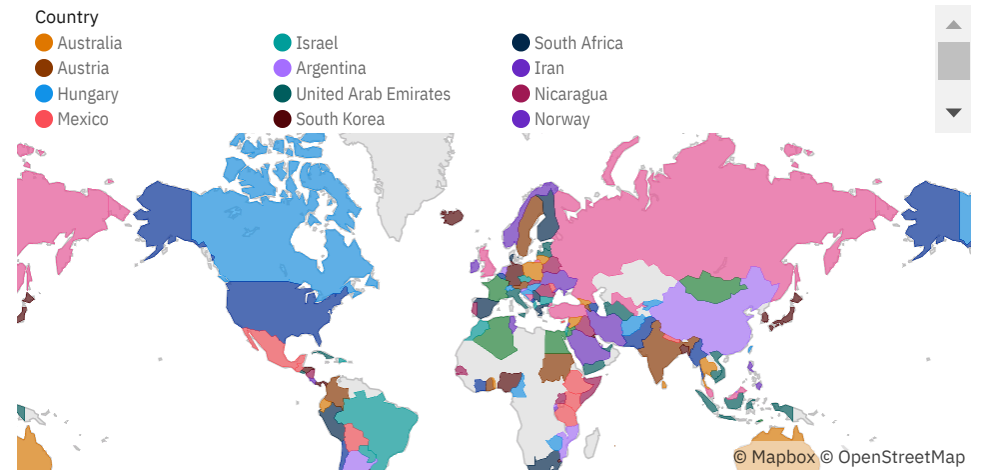 Country
Australia
Austria
Hungary
Mexico
Israel
Argentina
United Arab Emirates
South Korea
South Africa
Iran
Nicaragua
Norway
© Mapbox © OpenStreetMap